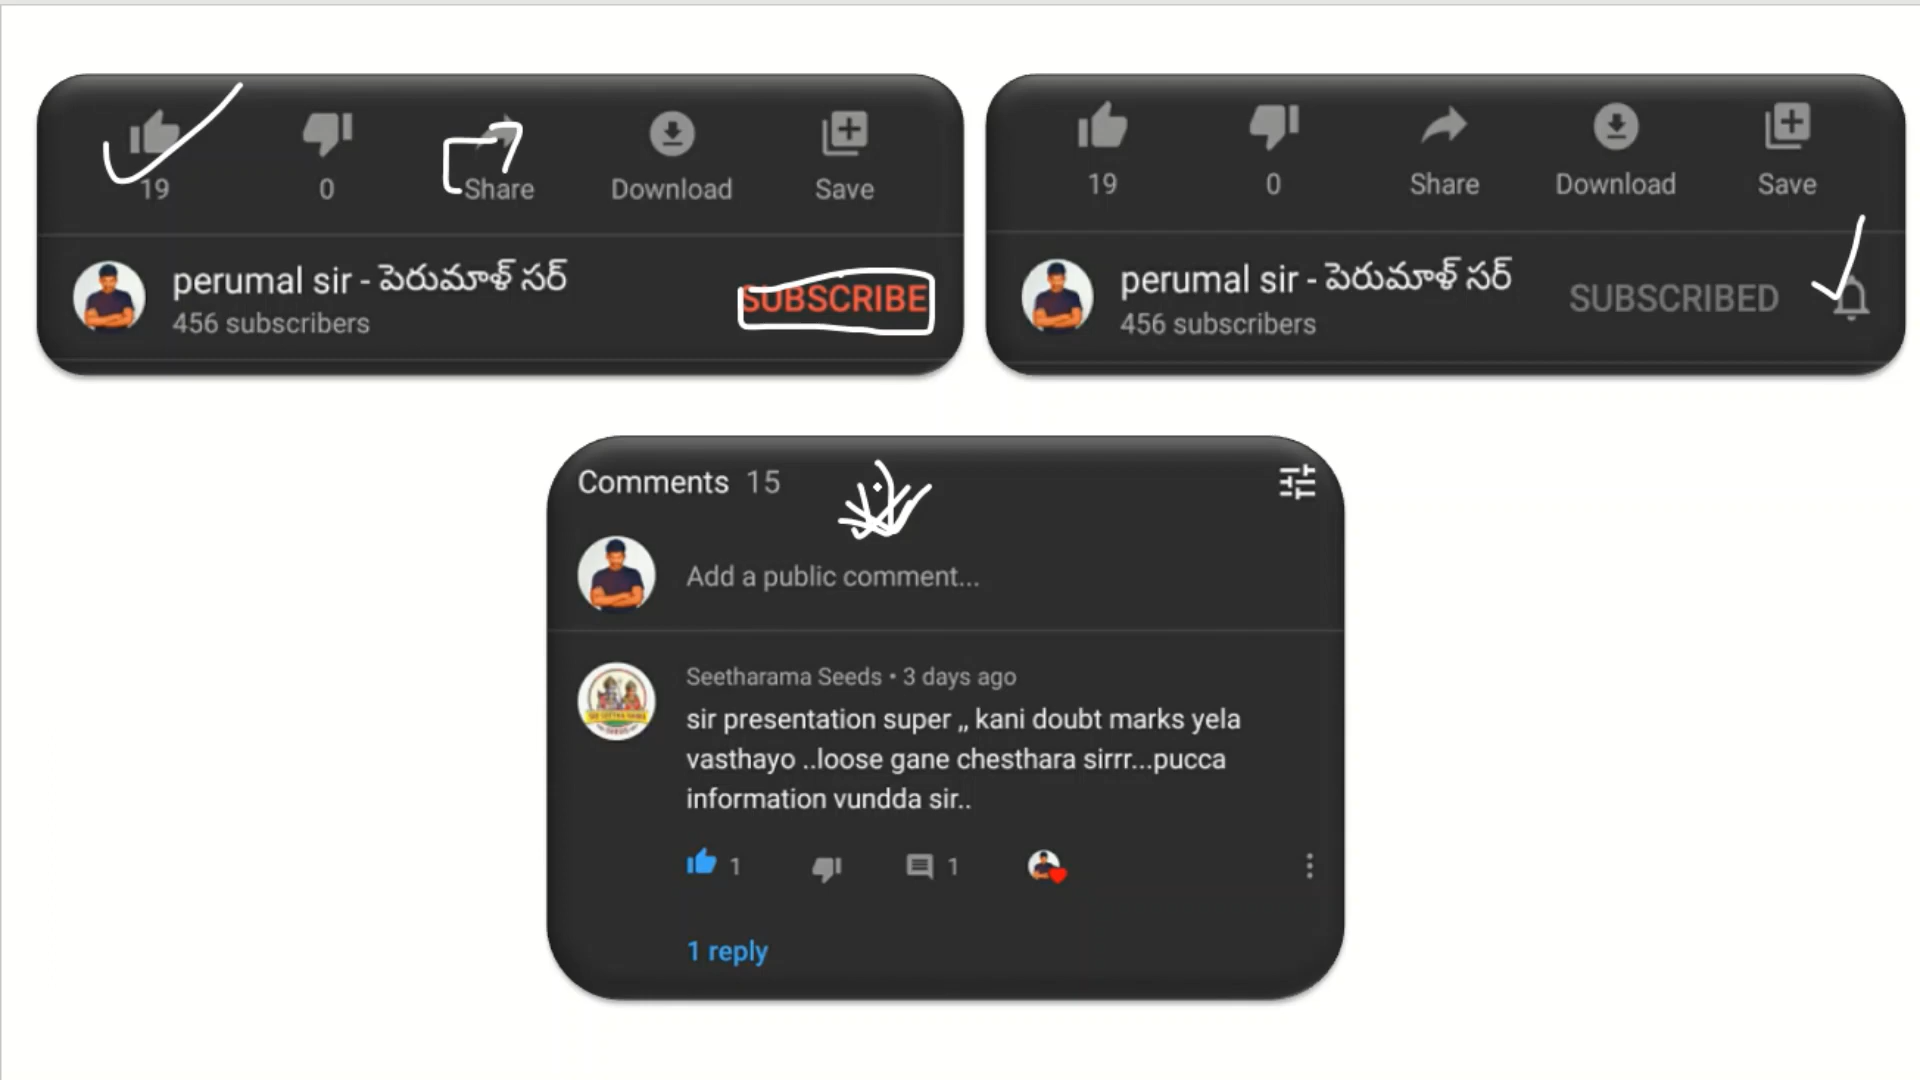 19
0
Share
Download
Save
perumal sir - పెరుమాళ్ సర్
456 subscribers
SUBSCRIBE
19
0
Share
Download
Save
perumal sir - పెరుమాళ్ సర్
456 subscribers
SUBSCRIBED
Comments 15
Add a public comment...
Seetharama Seeds • 3 days ago
sir presentation super ,, kani doubt marks yela
vasthayo ..loose gane chesthara sirrr...pucca
information vundda sir..
1
1
1 reply